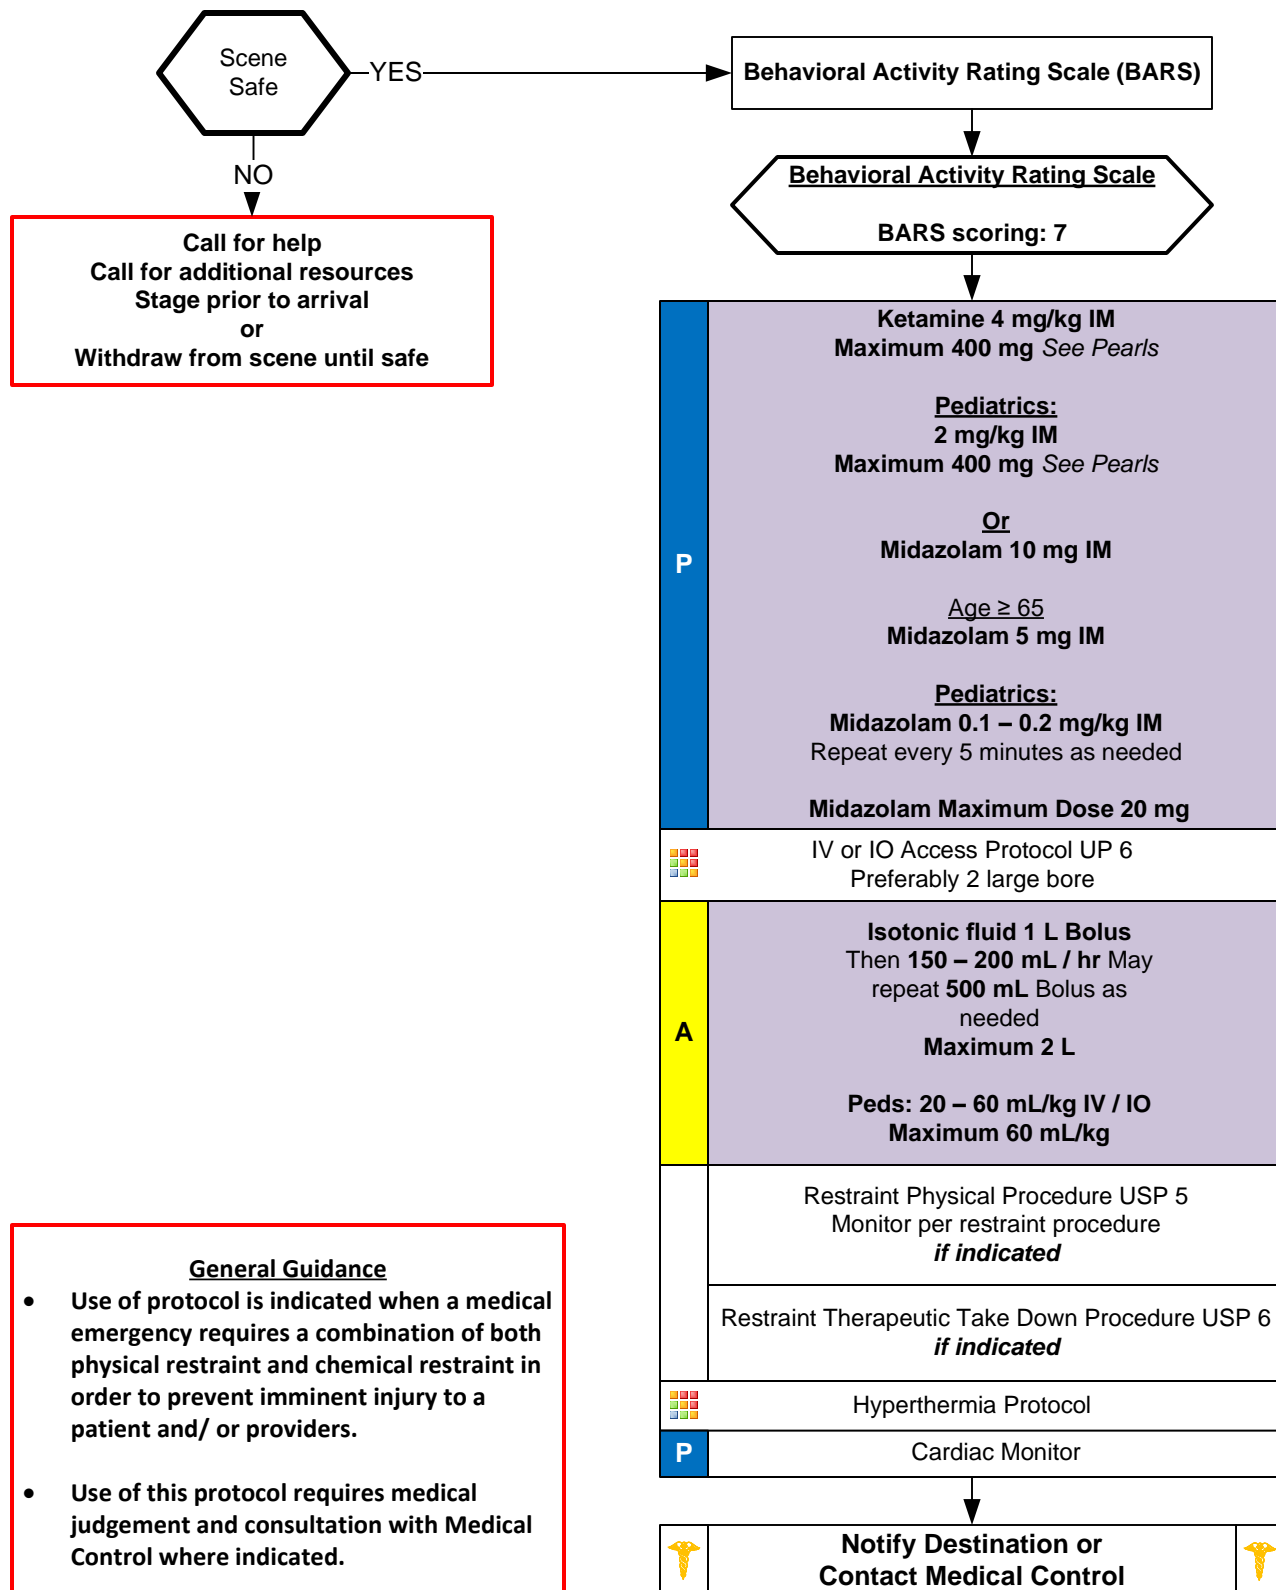 Scene
Safe
YES
NO
Call for help
Call for additional resources
Stage prior to arrival
or
Withdraw from scene until safe
Behavioral Activity Rating Scale (BARS)
Behavioral Activity Rating Scale
BARS scoring: 7
P
Ketamine 4 mg/kg IM
Maximum 400 mg See Pearls
Pediatrics:
2 mg/kg IM
Maximum 400 mg See Pearls
Or
Midazolam 10 mg IM
Age ≥ 65
Midazolam 5 mg IM
Pediatrics:
Midazolam 0.1 – 0.2 mg/kg IM
Repeat every 5 minutes as needed
Midazolam Maximum Dose 20 mg
IV or IO Access Protocol UP 6
Preferably 2 large bore
A
Isotonic fluid 1 L Bolus
Then 150 – 200 mL / hr May
repeat 500 mL Bolus as
needed
Maximum 2 L
Peds: 20 – 60 mL/kg IV / IO
Maximum 60 mL/kg
Restraint Physical Procedure USP 5
Monitor per restraint procedure
if indicated
Restraint Therapeutic Take Down Procedure USP 6
if indicated
Hyperthermia Protocol
P
Cardiac Monitor
Notify Destination or
Contact Medical Control
General Guidance
• Use of protocol is indicated when a medical
emergency requires a combination of both
physical restraint and chemical restraint in
order to prevent imminent injury to a
patient and/ or providers.
• Use of this protocol requires medical
judgement and consultation with Medical
Control where indicated.